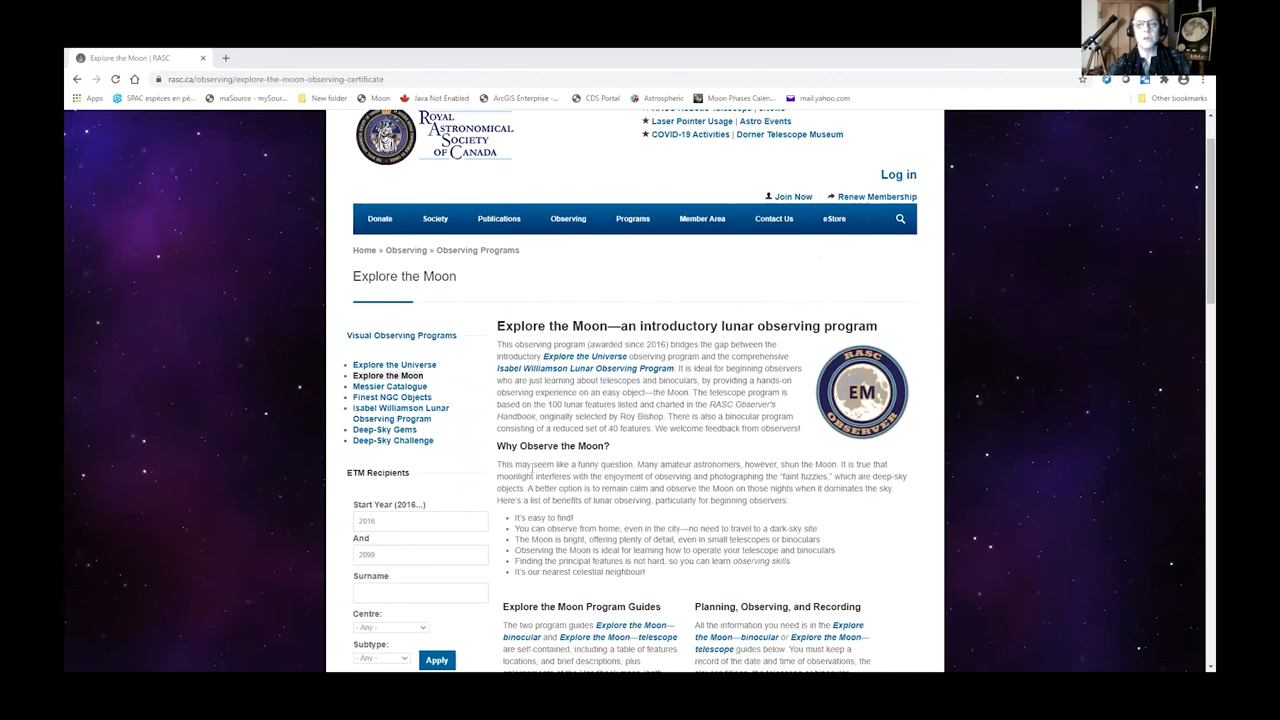 Explore the Moon | RASC
rasc.ca/observing/explore-the-moon-observing-certificate
Apps SPAC espèces en pé... maSource - mySour... New folder Moon Java Not Enabled ArcGIS Enterprise -... CDS Portal Astrospheric Moon Phases Calen... mail.yahoo.com Other bookmarks
ROYAL
ASTRONOMICAL
SOCIETY
OF CANADA
Laser Pointer Usage | Astro Events
COVID-19 Activities | Dorner Telescope Museum
Log in
Join Now Renew Membership
Donate Society Publications Observing Programs Member Area Contact Us eStore
Home » Observing » Observing Programs
Explore the Moon
Visual Observing Programs
Explore the Universe
Explore the Moon
Messier Catalogue
Finest NGC Objects
Isabel Williamson Lunar
Observing Program
Deep-Sky Gems
Deep-Sky Challenge
ETM Recipients
Start Year (2016...)
2016
And
2099
Surname
Centre:
- Any -
Subtype:
- Any -
Apply
Explore the Moon—an introductory lunar observing program
This observing program (awarded since 2016) bridges the gap between the
introductory Explore the Universe observing program and the comprehensive
Isabel Williamson Lunar Observing Program. It is ideal for beginning observers
who are just learning about telescopes and binoculars, by providing a hands-on
observing experience on an easy object—the Moon. The telescope program is
based on the 100 lunar features listed and charted in the RASC Observer's
Handbook, originally selected by Roy Bishop. There is also a binocular program
consisting of a reduced set of 40 features. We welcome feedback from observers!
RASC
EM
OBSERVER
Why Observe the Moon?
This may seem like a funny question. Many amateur astronomers, however, shun the Moon. It is true that
moonlight interferes with the enjoyment of observing and photographing the "faint fuzzies," which are deep-sky
objects. A better option is to remain calm and observe the Moon on those nights when it dominates the sky.
Here's a list of benefits of lunar observing, particularly for beginning observers:
It's easy to find!
You can observe from home, even in the city—no need to travel to a dark-sky site
The Moon is bright, offering plenty of detail, even in small telescopes or binoculars
Observing the Moon is ideal for learning how to operate your telescope and binoculars
Finding the principal features is not hard, so you can learn observing skills
It's our nearest celestial neighbour!
Explore the Moon Program Guides
The two program guides Explore the Moon—
binocular and Explore the Moon—telescope
are self-contained, including a table of features,
locations, and brief descriptions, plus
Planning, Observing, and Recording
All the information you need is in the Explore
the Moon—binocular or Explore the Moon—
telescope guides below. You must keep a
record of the date and time of observations, the